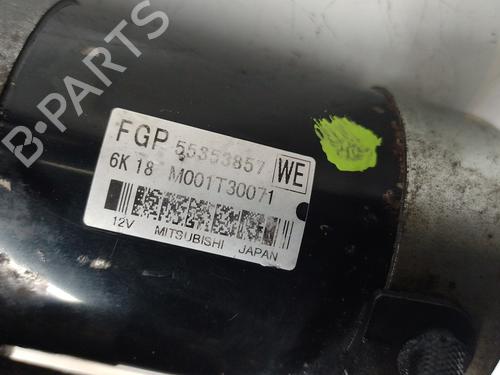 B-PARTS
FGP 55353857 WE
6K 18 M001T30071
12V MITSUBISHI JAPAN